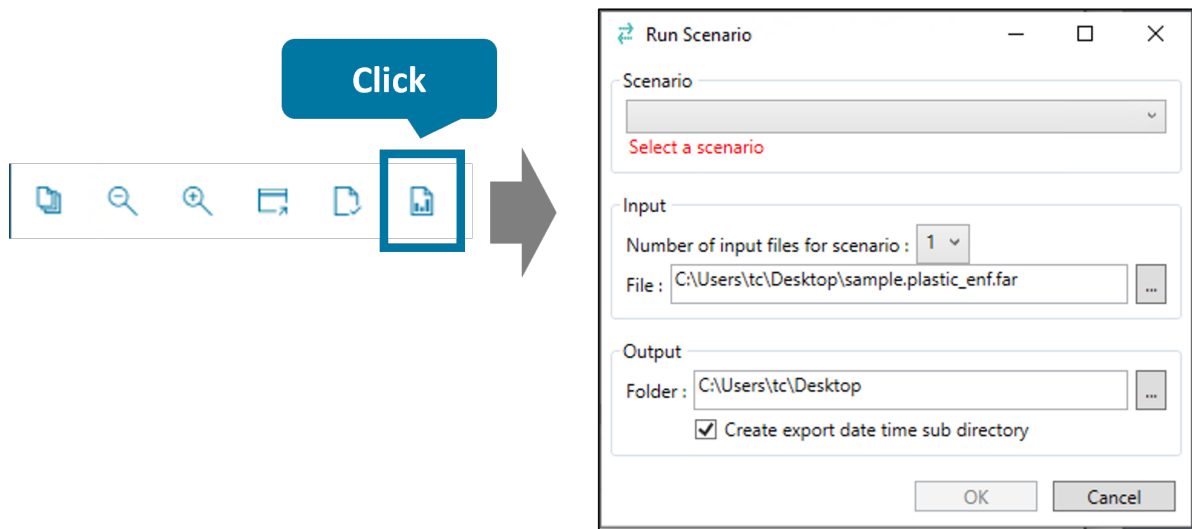 Click
Run Scenario
Scenario
Select a scenario
Input
Number of input files for scenario : 1
File : C:\Users\tc\Desktop\sample.plastic_enf.far ...
Output
Folder : C:\Users\tc\Desktop ...
Create export date time sub directory
OK Cancel